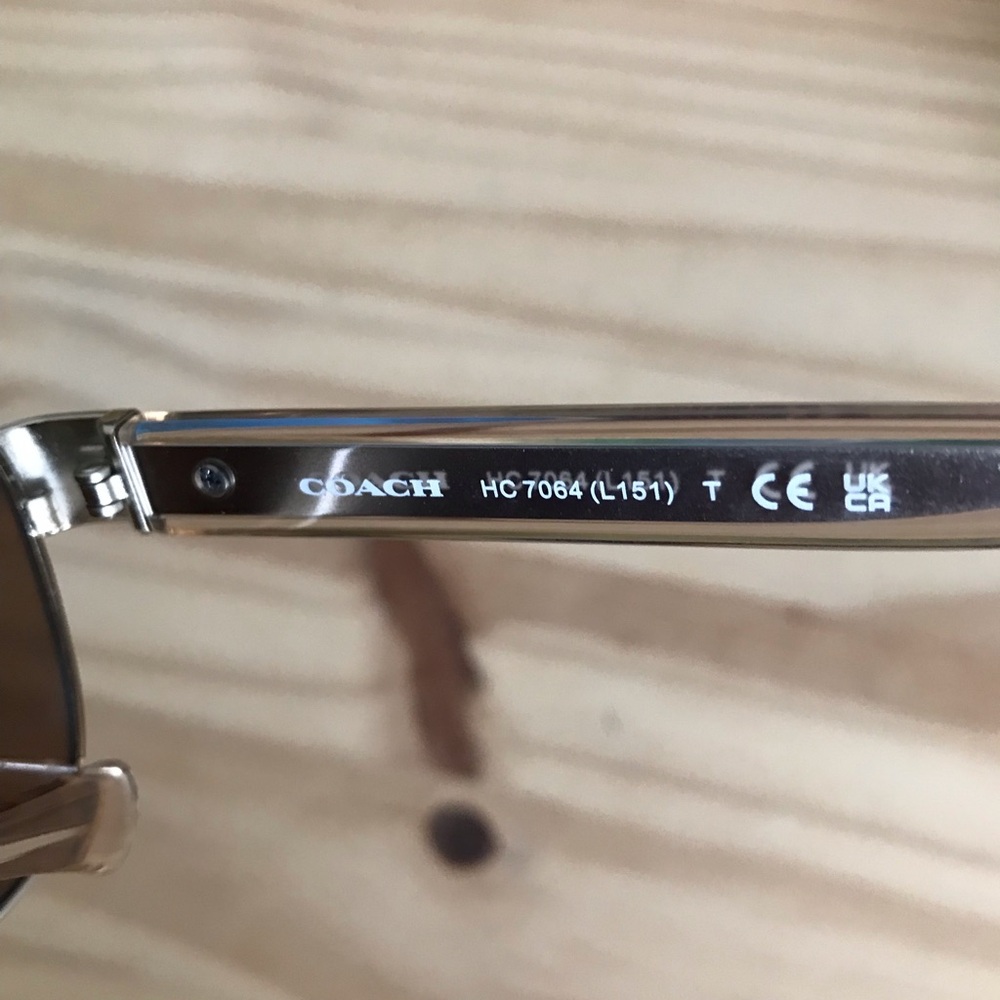 COACH HC 7064 (L151) T CE UK
CA